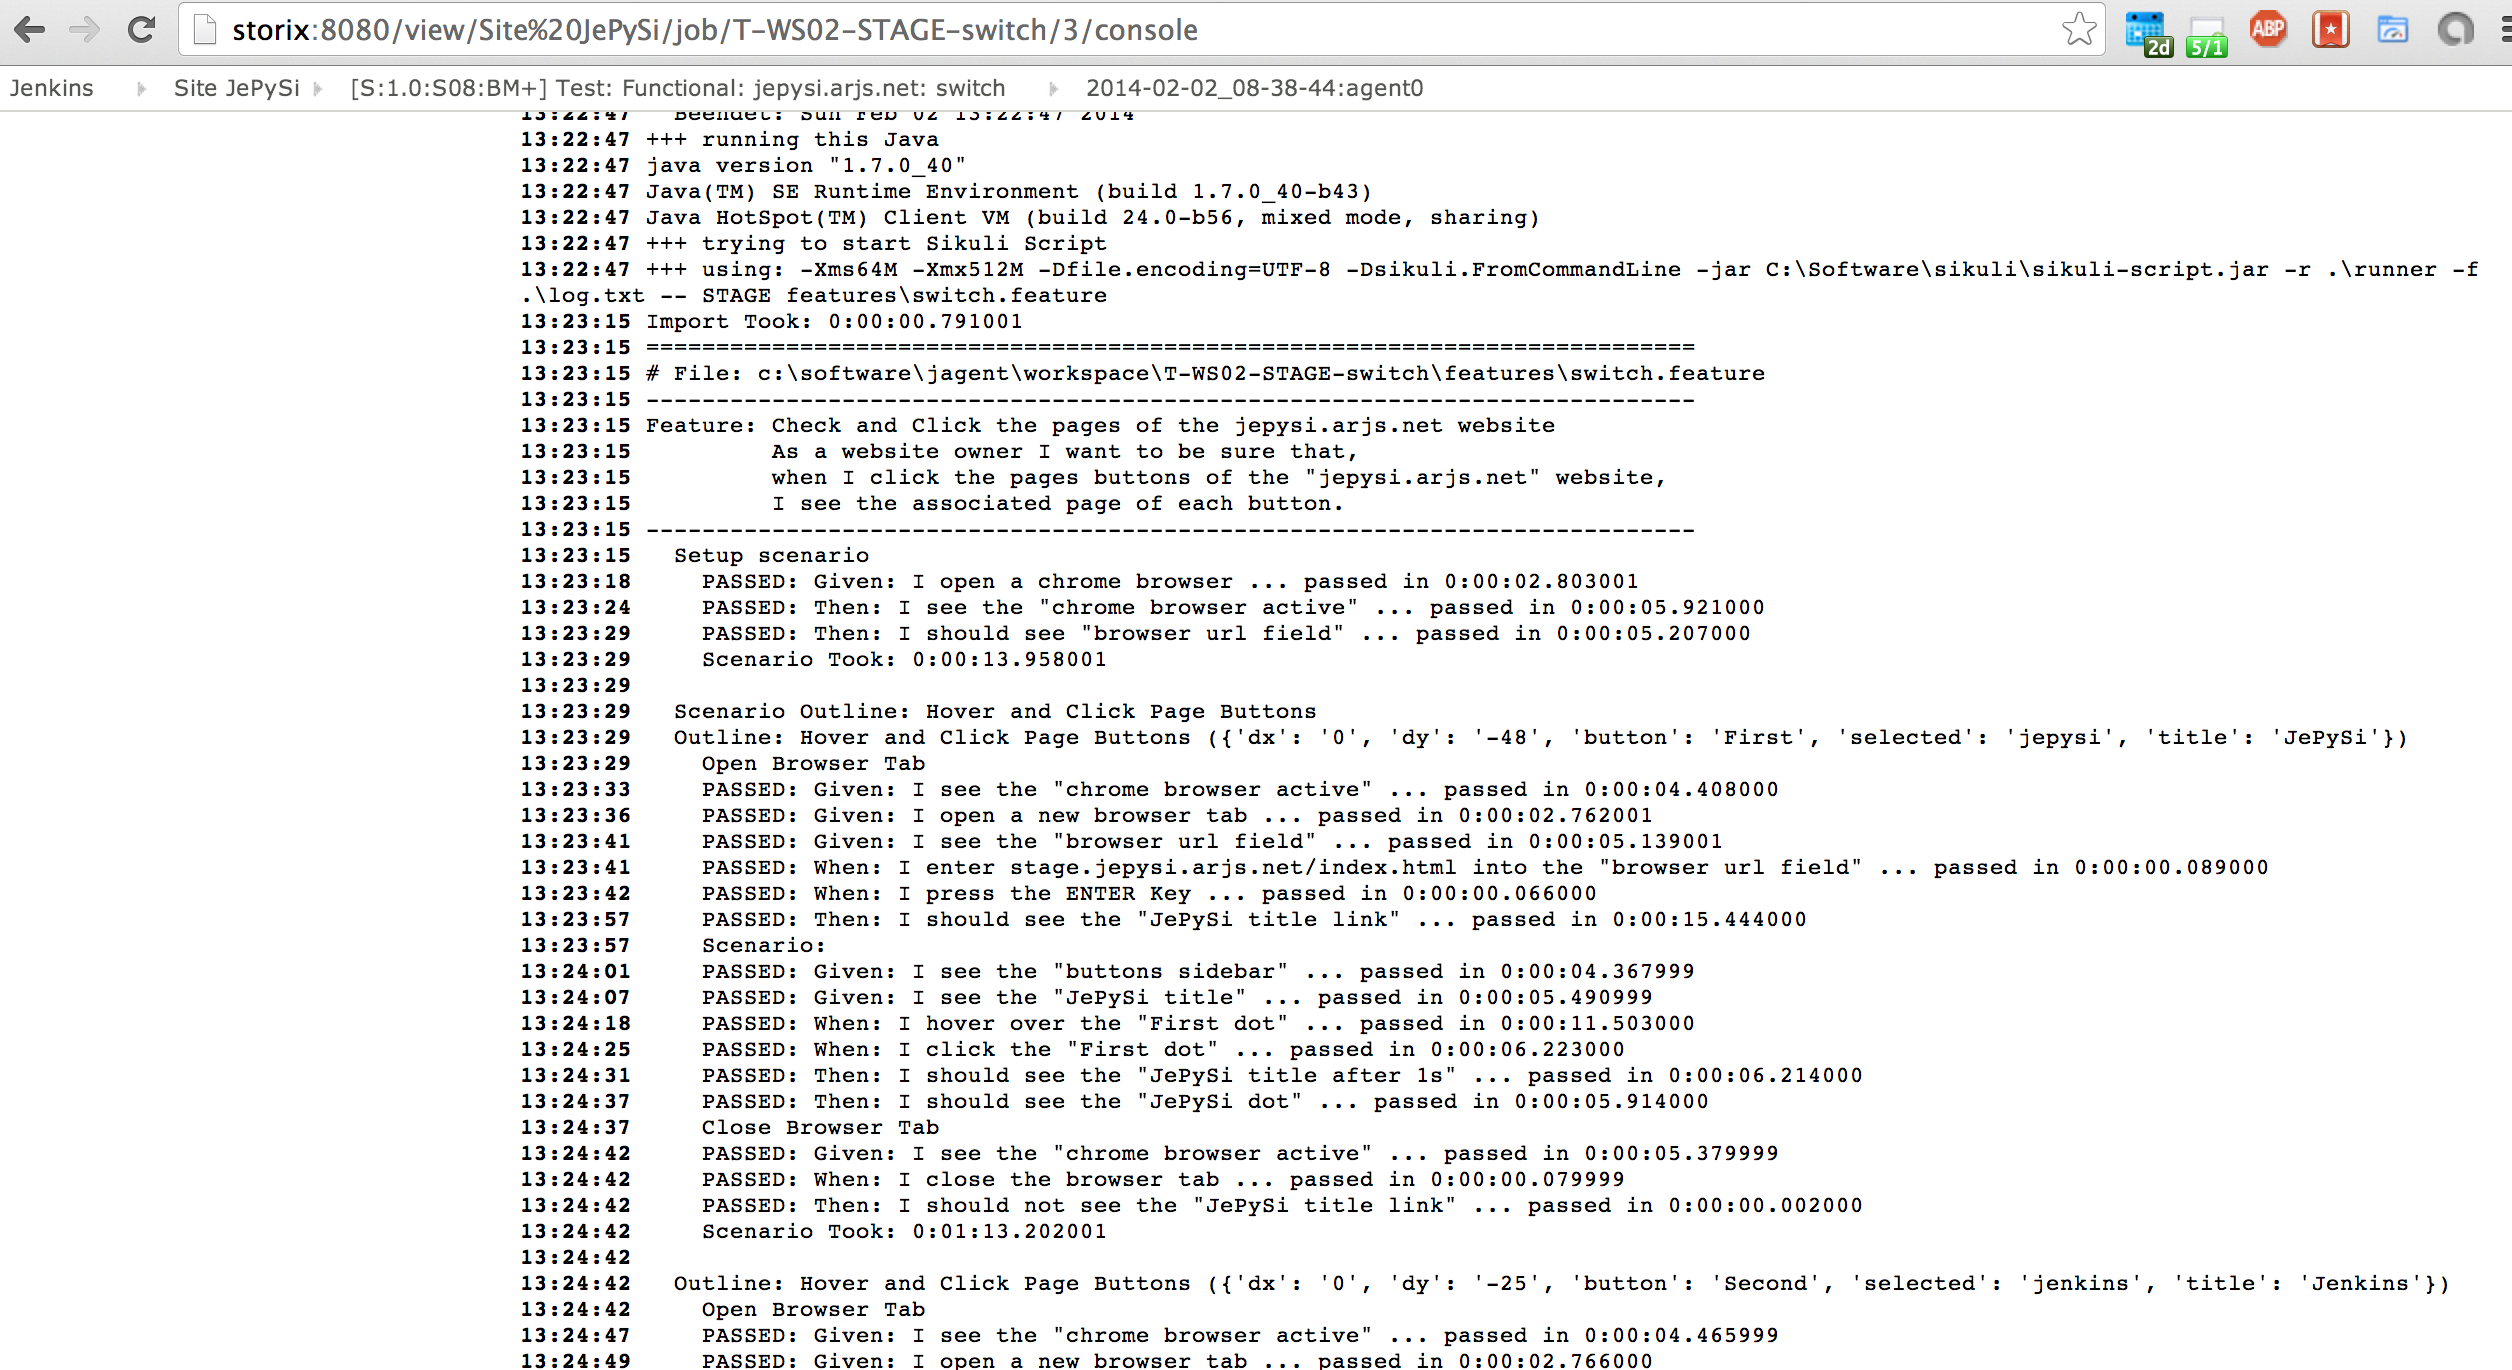 storix:8080/view/Site%20JePySi/job/T-WS02-STAGE-switch/3/console
2d
5/1
ABP
Jenkins Site JePySi [S:1.0:S08:BM+] Test: Functional: jepysi.arjs.net: switch 2014-02-02_08-38-44:agent0
13:22:47 Beendet: Sun Feb 02 13:22:47 2014
13:22:47 +++ running this Java
13:22:47 java version "1.7.0_40"
13:22:47 Java(TM) SE Runtime Environment (build 1.7.0_40-b43)
13:22:47 Java HotSpot(TM) Client VM (build 24.0-b56, mixed mode, sharing)
13:22:47 +++ trying to start Sikuli Script
13:22:47 +++ using: -Xms64M -Xmx512M -Dfile.encoding=UTF-8 -Dsikuli.FromCommandLine -jar C:\Software\sikuli\sikuli-script.jar -r .\runner -f
.\log.txt -- STAGE features\switch.feature
13:23:15 Import Took: 0:00:00.791001
13:23:15 ===========================================================================
13:23:15 # File: c:\software\jagent\workspace\T-WS02-STAGE-switch\features\switch.feature
13:23:15 ---------------------------------------------------------------------------
13:23:15 Feature: Check and Click the pages of the jepysi.arjs.net website
13:23:15 As a website owner I want to be sure that,
13:23:15 when I click the pages buttons of the "jepysi.arjs.net" website,
13:23:15 I see the associated page of each button.
13:23:15 ---------------------------------------------------------------------------
13:23:15 Setup scenario
13:23:18 PASSED: Given: I open a chrome browser ... passed in 0:00:02.803001
13:23:24 PASSED: Then: I see the "chrome browser active" ... passed in 0:00:05.921000
13:23:29 PASSED: Then: I should see "browser url field" ... passed in 0:00:05.207000
13:23:29 Scenario Took: 0:00:13.958001
13:23:29
13:23:29 Scenario Outline: Hover and Click Page Buttons
13:23:29 Outline: Hover and Click Page Buttons ({'dx': '0', 'dy': '-48', 'button': 'First', 'selected': 'jepysi', 'title': 'JePySi'})
13:23:29 Open Browser Tab
13:23:33 PASSED: Given: I see the "chrome browser active" ... passed in 0:00:04.408000
13:23:36 PASSED: Given: I open a new browser tab ... passed in 0:00:02.762001
13:23:41 PASSED: Given: I see the "browser url field" ... passed in 0:00:05.139001
13:23:41 PASSED: When: I enter stage.jepysi.arjs.net/index.html into the "browser url field" ... passed in 0:00:00.089000
13:23:42 PASSED: When: I press the ENTER Key ... passed in 0:00:00.066000
13:23:57 PASSED: Then: I should see the "JePySi title link" ... passed in 0:00:15.444000
13:23:57 Scenario:
13:24:01 PASSED: Given: I see the "buttons sidebar" ... passed in 0:00:04.367999
13:24:07 PASSED: Given: I see the "JePySi title" ... passed in 0:00:05.490999
13:24:18 PASSED: When: I hover over the "First dot" ... passed in 0:00:11.503000
13:24:25 PASSED: When: I click the "First dot" ... passed in 0:00:06.223000
13:24:31 PASSED: Then: I should see the "JePySi title after 1s" ... passed in 0:00:06.214000
13:24:37 PASSED: Then: I should see the "JePySi dot" ... passed in 0:00:05.914000
13:24:37 Close Browser Tab
13:24:42 PASSED: Given: I see the "chrome browser active" ... passed in 0:00:05.379999
13:24:42 PASSED: When: I close the browser tab ... passed in 0:00:00.079999
13:24:42 PASSED: Then: I should not see the "JePySi title link" ... passed in 0:00:00.002000
13:24:42 Scenario Took: 0:01:13.202001
13:24:42
13:24:42 Outline: Hover and Click Page Buttons ({'dx': '0', 'dy': '-25', 'button': 'Second', 'selected': 'jenkins', 'title': 'Jenkins'})
13:24:42 Open Browser Tab
13:24:47 PASSED: Given: I see the "chrome browser active" ... passed in 0:00:04.465999
13:24:49 PASSED: Given: I open a new browser tab ... passed in 0:00:02.766000